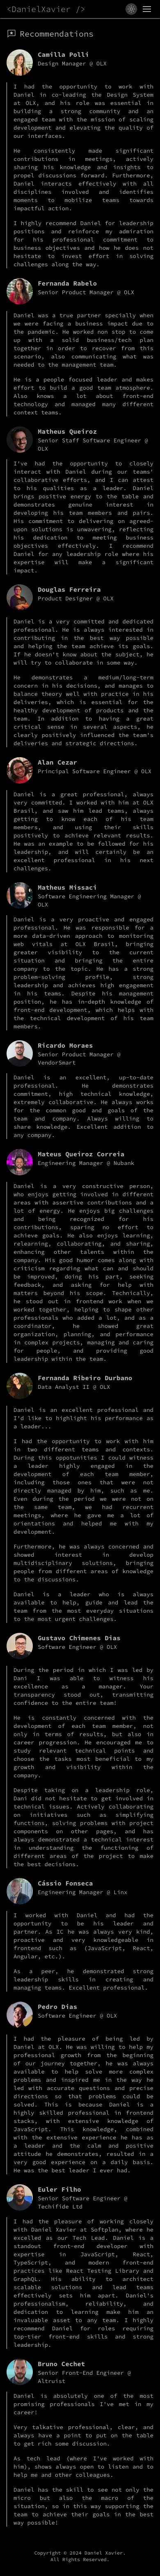 <DanielXavier />
Recommendations
Camilla Polli
Design Manager @ OLX
I had the opportunity to work with
Daniel in co-leading the Design System
at OLX, and his role was essential in
building a strong community and an
engaged team with the mission of scaling
development and elevating the quality of
our interfaces.
He consistently made significant
contributions in meetings, actively
sharing his knowledge and insights to
propel discussions forward. Furthermore,
Daniel interacts effectively with all
disciplines involved and identifies
moments to mobilize teams towards
impactful action.
I highly recommend Daniel for leadership
positions and reinforce my admiration
for his professional commitment to
business objectives and how he does not
hesitate to invest effort in solving
challenges along the way.
Fernanda Rabelo
Senior Product Manager @ OLX
Daniel was a true partner specially when
we were facing a business impact due to
the pandemic. He worked non stop to come
up with a solid business/tech plan
together in order to recover from this
scenario, also communicating what was
needed to the management team.
He is a people focused leader and makes
effort to build a good team atmosphere.
Also knows a lot about front-end
technology and managed many different
context teams.
Matheus Queiroz
Senior Staff Software Engineer @
OLX
I've had the opportunity to closely
interact with Daniel during our teams'
collaborative efforts, and I can attest
to his qualities as a leader. Daniel
brings positive energy to the table and
demonstrates genuine interest in
developing his team members and pairs.
His commitment to delivering on agreed-
upon solutions is unwavering, reflecting
his dedication to meeting business
objectives effectively. I recommend
Daniel for any leadership role where his
expertise will make a significant
impact.
Douglas Ferreira
Product Designer @ OLX
Daniel is a very committed and dedicated
professional. He is always interested in
contributing in the best way possible
and helping the team achieve its goals.
If he doesn't know about the subject, he
will try to collaborate in some way.
He demonstrates a medium/long-term
concern in his decisions, and manages to
balance them well with practice in his
deliveries, which is essential for the
healthy development of products and the
team. In addition to having a great
critical sense in several aspects, he
clearly positively influenced the team's
deliveries and strategic directions.
Alan Cezar
Principal Software Engineer @ OLX
Daniel is a great professional, always
very committed. I worked with him at OLX
Brasil, and saw him lead teams, always
getting to know each of his team
members, and using their skills
positively to achieve relevant results.
He was an example to be followed for his
leadership, and will certainly be an
excellent professional in his next
challenges.
Matheus Missaci
Software Engineering Manager @
OLX
Daniel is a very proactive and engaged
professional. He was responsible for a
more data-driven approach to monitoring
web vitals at OLX Brasil, bringing
greater visibility to the current
situation and bringing the entire
company to the topic. He has a strong
problem-solving profile, strong
leadership and achieves high engagement
in his teams. Despite his management
position, he has in-depth knowledge of
front-end development, which helps with
the technical development of his team
members.
Ricardo Moraes
Senior Product Manager @
VendorSmart
Daniel is an excellent, up-to-date
professional. He demonstrates
commitment, high technical knowledge,
extremely collaborative. He always works
for the common good and goals of the
team and company. Always willing to
share knowledge. Excellent addition to
any company.
Mateus Queiroz Correia
Engineering Manager @ Nubank
Daniel is a very constructive person,
who enjoys getting involved in different
areas with assertive contributions and a
lot of energy. He enjoys big challenges
and being recognized for his
contributions, sparing no effort to
achieve goals. He also enjoys learning,
relearning, collaborating, and sharing,
enhancing other talents within the
company. His good humor comes along with
criticism regarding what can and should
be improved, doing his part, seeking
feedback, and asking for help with
matters beyond his scope. Technically,
he stood out in frontend work when we
worked together, helping to shape other
professionals who added a lot, and as a
coordinator, he showed great
organization, planning, and performance
in complex projects, managing and caring
for people, and providing good
leadership within the team.
Fernanda Ribeiro Durbano
Data Analyst II @ OLX
Daniel is an excellent professional and
I'd like to highlight his performance as
a leader...
I had the opportunity to work with him
in two different teams and contexts.
During this opportunities I could witness
a leader highly engaged in the
development of each team member,
including those ones that were not
directly managed by him, such as me.
Even during the period we were not on
the same team, we had recurrent
meetings, where he gave me a lot of
orientations and helped me with my
development.
Furthermore, he was always concerned and
showed interest in develop
multidisciplinary solutions, bringing
people from different areas of knowledge
to the discussions.
Daniel is a leader who is always
available to help, guide and lead the
team from the most everyday situations
to the most urgent challenges.
Gustavo Chimenes Dias
Software Engineer @ OLX
During the period in which I was led by
Dani I was able to witness his
excellence as a manager. Your
transparency stood out, transmitting
confidence to the entire team!
He is constantly concerned with the
development of each team member, not
only in terms of results, but also in
career progression. He encouraged me to
study relevant technical points and
choose the tasks most beneficial to my
growth and visibility within the
company.
Despite taking on a leadership role,
Dani did not hesitate to get involved in
technical issues. Actively collaborating
on initiatives such as simplifying
functions, solving problems with project
components on other pages, and has
always demonstrated a technical interest
in understanding the functioning of
different areas of the project to make
the best decisions.
Cássio Fonseca
Engineering Manager @ Linx
I worked with Daniel and had the
opportunity to be his leader and
partner. As IC he was always very kind,
proactive and very knowledgeable in
frontend such as (JavaScript, React,
Angular, etc.).
As a peer, he demonstrated strong
leadership skills in creating and
managing teams. Excellent professional.
Pedro Dias
Software Engineer @ OLX
I had the pleasure of being led by
Daniel at OLX. He was willing to help my
professional growth from the beginning
of our journey together, he was always
available to help solve more complex
problems and inspired me in the way he
led with accurate questions and precise
directions so that problems could be
solved. This is because Daniel is a
highly skilled professional in frontend
stacks, with extensive knowledge of
JavaScript. This knowledge, combined
with the extensive experience he has as
a leader and the calm and positive
attitude he demonstrates, resulted in a
very good experience on a daily basis.
He was the best leader I ever had.
Euler Filho
Senior Software Engineer @
Techifide Ltd
I had the pleasure of working closely
with Daniel Xavier at Softplan, where he
excelled as our Tech Lead. Daniel is a
standout front-end developer with
expertise in JavaScript, React,
TypeScript, and modern front-end
practices like React Testing Library and
GraphQL. His ability to architect
scalable solutions and lead teams
effectively sets him apart. Daniel's
professionalism, reliability, and
dedication to learning make him an
invaluable asset to any team. I highly
recommend Daniel for roles requiring
top-tier front-end skills and strong
leadership.
Bruno Cechet
Senior Front-End Engineer @
Altruisi
Daniel is absolutely one of the most
promising professionals I've met in my
career!
Very talkative professional, clear, and
always have a point to put on the table
to get rich some discussion.
As tech lead (where I've worked with
him), shows always open to listen and to
help me and other colleagues.
Daniel has the skill to see not only the
micro but also the macro of the
situation, so in this way supporting the
team to achieve their goals in the best
way possible!
Copyright © 2024 Daniel Xavier.
All Rights Reserved.